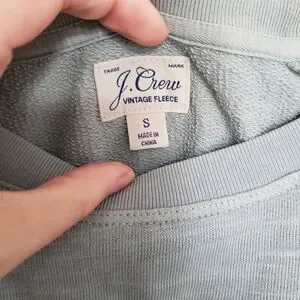 TRADE MARK
J. Crew
VINTAGE FLEECE
S
MADE IN
CHINA